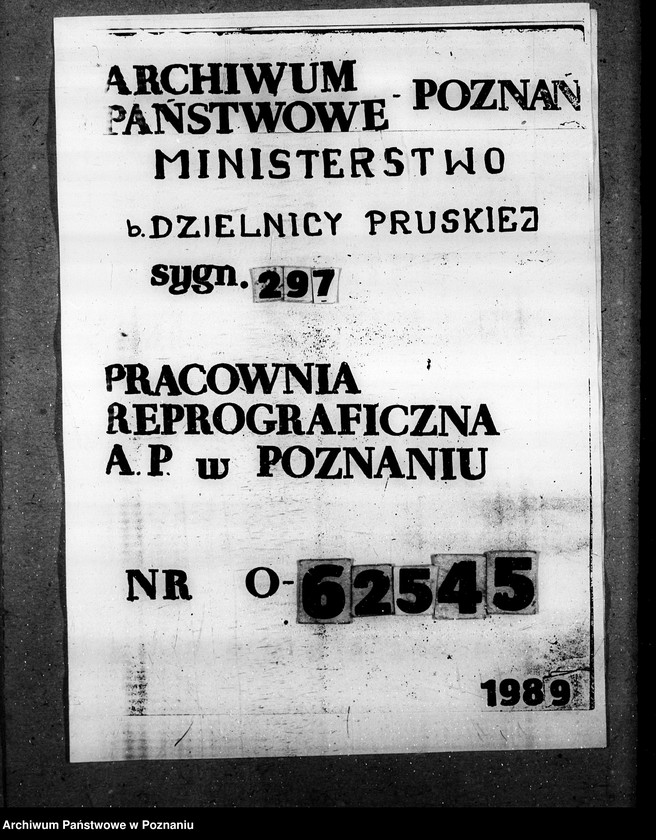 ARCHIWUM
PAŃSTWOWE - POZNAŃ
MINISTERSTWO
b. DZIELNICY PRUSKIEJ
sygn. 297
PRACOWNIA
REPROGRAFICZNA
A. P. w POZNANIU
NR O-62545
1989
Archiwum Państwowe w Poznaniu